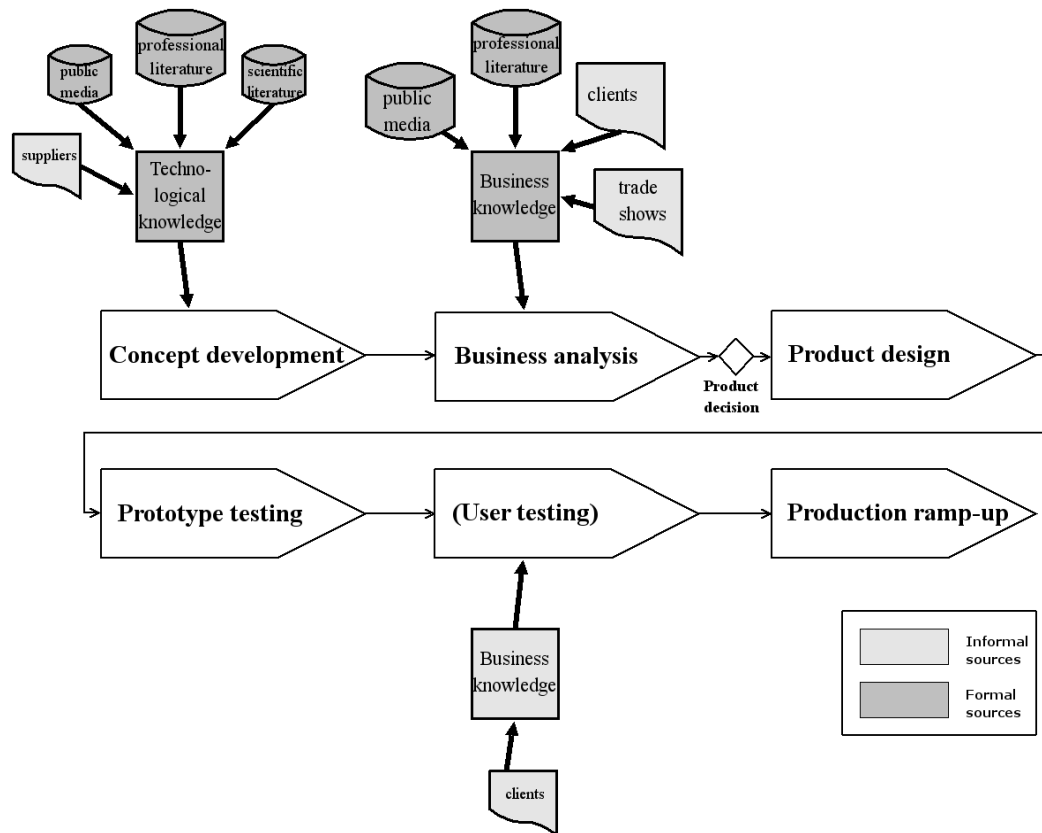 public
media
professional
literature
scientific
literature
suppliers
Techno-
logical
knowledge
professional
literature
public
media
clients
Business
knowledge
trade
shows
Concept development
Business analysis
Product
decision
Product design
Prototype testing
(User testing)
Production ramp-up
Business
knowledge
clients
Informal
sources
Formal
sources